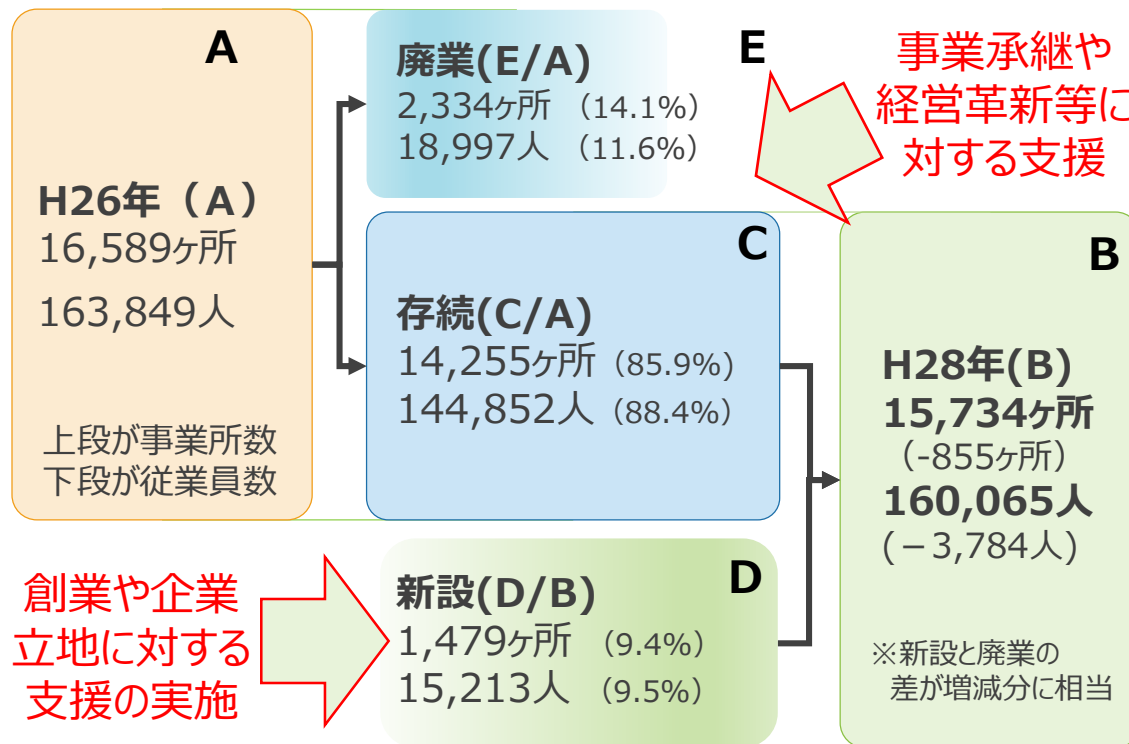 A
H26年（A）
16,589ヶ所
163,849人
上段が事業所数
下段が従業員数
E
廃業(E/A)
2,334ヶ所 （14.1%）
18,997人 （11.6%）
事業承継や
経営革新等に
対する支援
C
存続(C/A)
14,255ヶ所 (85.9%)
144,852人 (88.4%)
B
H28年(B)
15,734ヶ所
（-855ヶ所）
160,065人
(－3,784人)
※新設と廃業の
差が増減分に相当
創業や企業
立地に対する
支援の実施
D
新設(D/B)
1,479ヶ所 （9.4%）
15,213人 （9.5%）